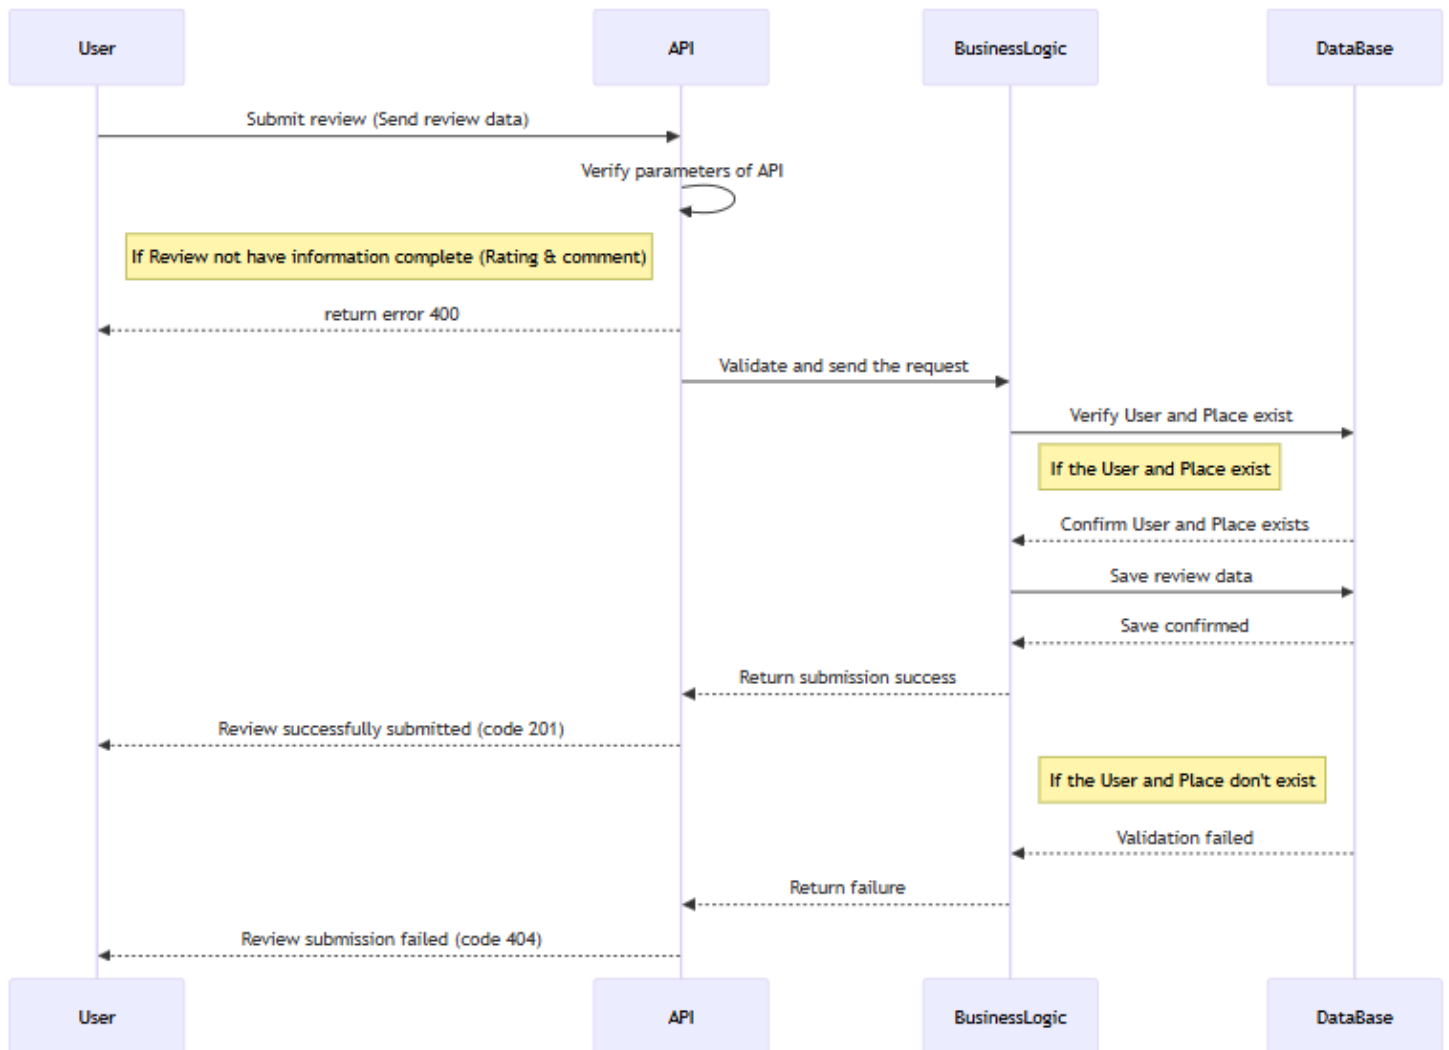 User
API
BusinessLogic
DataBase
Submit review (Send review data)
Verify parameters of API
If Review not have information complete (Rating & comment)
return error 400
Validate and send the request
Verify User and Place exist
If the User and Place exist
Confirm User and Place exists
Save review data
Save confirmed
Return submission success
Review successfully submitted (code 201)
If the User and Place don't exist
Validation failed
Return failure
Review submission failed (code 404)
User
API
BusinessLogic
DataBase